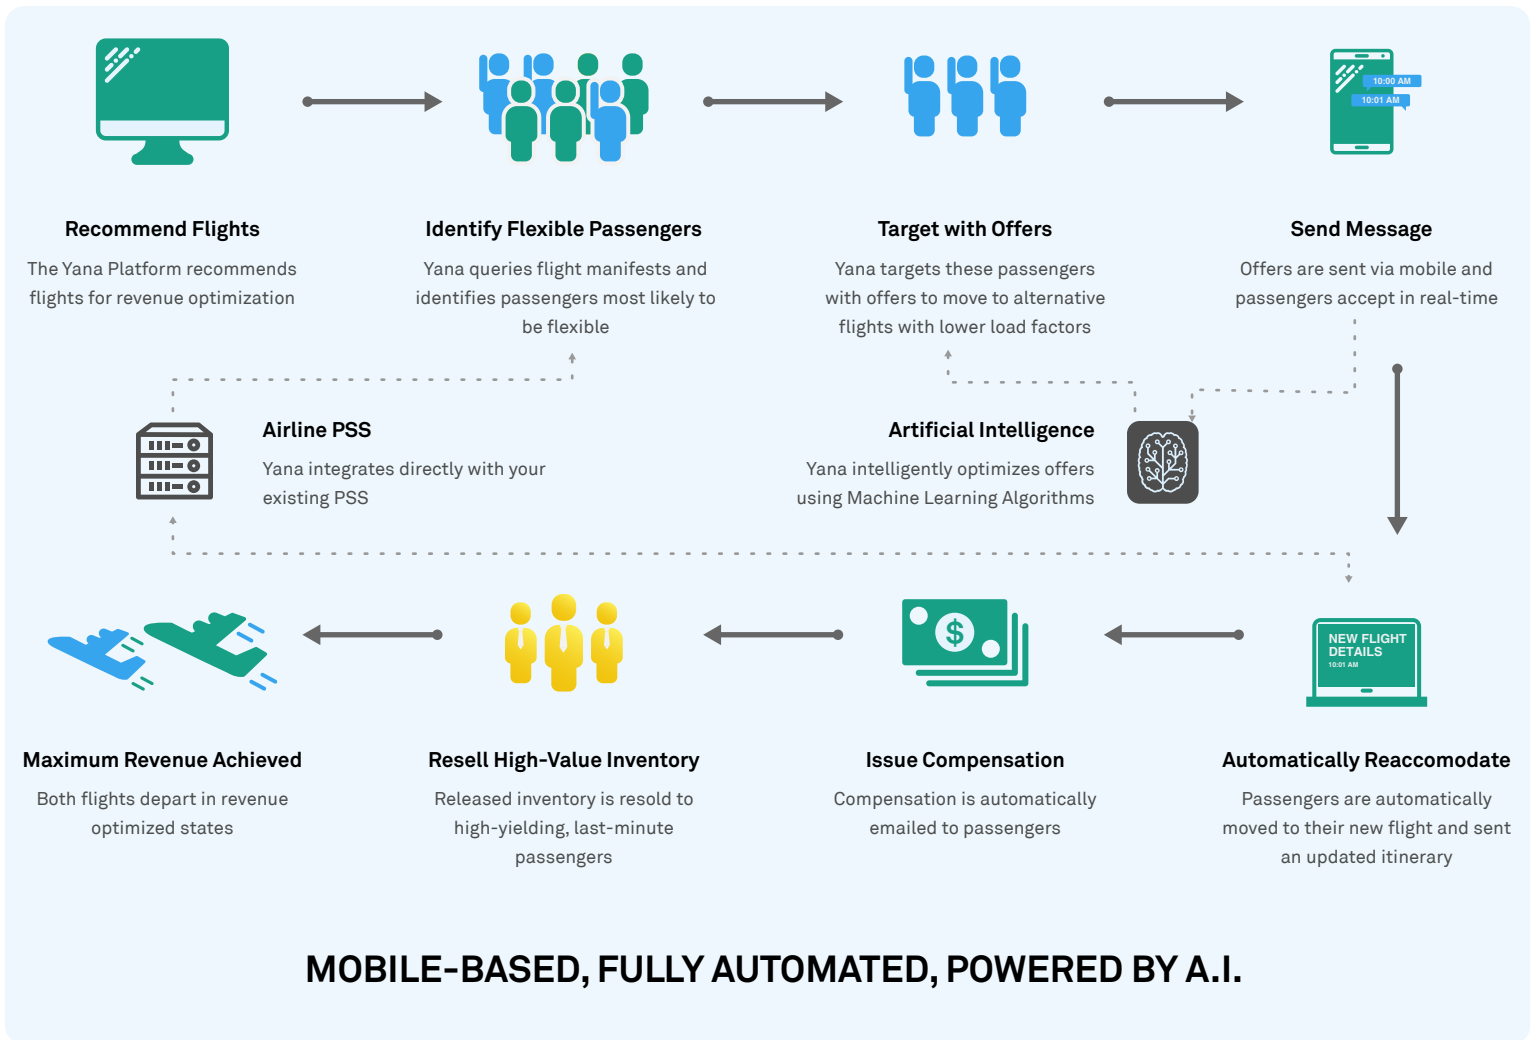 10:00 AM
10:01 AM
Recommend Flights
The Yana Platform recommends
flights for revenue optimization
Identify Flexible Passengers
Yana queries flight manifests and
identifies passengers most likely to
be flexible
Target with Offers
Yana targets these passengers
with offers to move to alternative
flights with lower load factors
Send Message
Offers are sent via mobile and
passengers accept in real-time
Airline PSS
Yana integrates directly with your
existing PSS
Artificial Intelligence
Yana intelligently optimizes offers
using Machine Learning Algorithms
$
NEW FLIGHT
DETAILS
10:01 AM
Maximum Revenue Achieved
Both flights depart in revenue
optimized states
Resell High-Value Inventory
Released inventory is resold to
high-yielding, last-minute
passengers
Issue Compensation
Compensation is automatically
emailed to passengers
Automatically Reaccomodate
Passengers are automatically
moved to their new flight and sent
an updated itinerary
MOBILE-BASED, FULLY AUTOMATED, POWERED BY A.I.